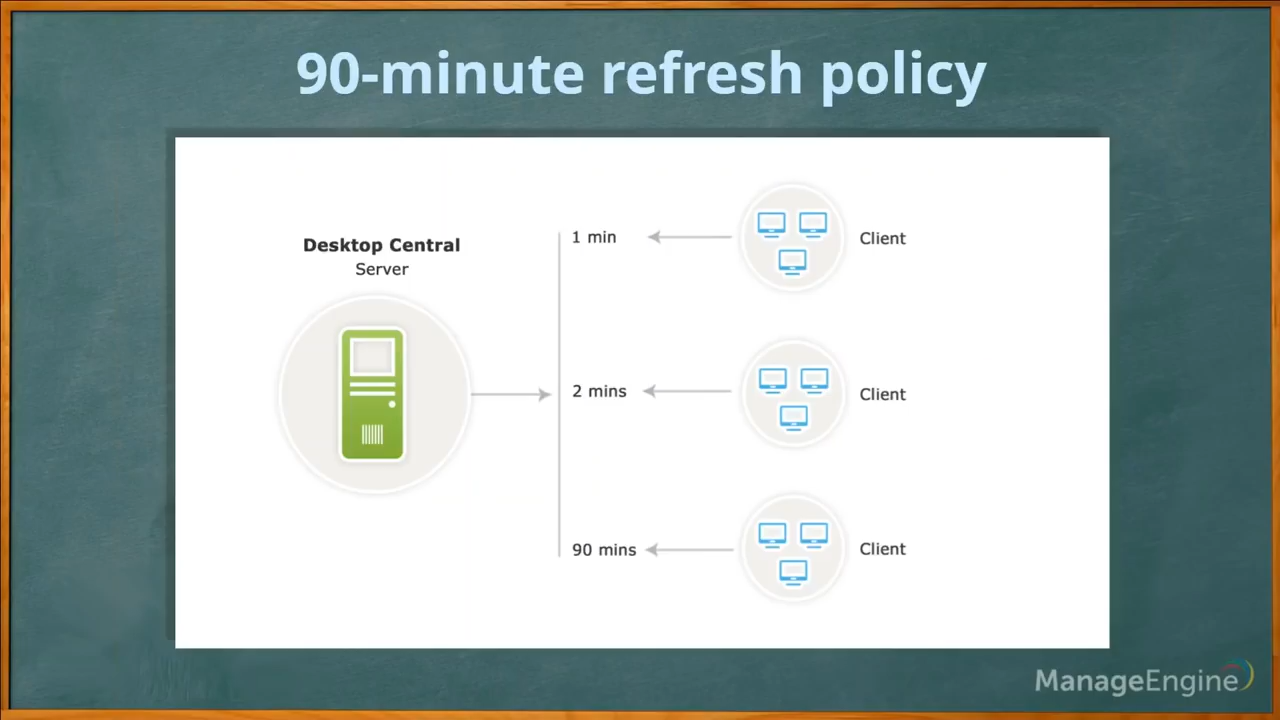 90-minute refresh policy
Desktop Central
Server
1 min
Client
2 mins
Client
90 mins
Client
ManageEngine